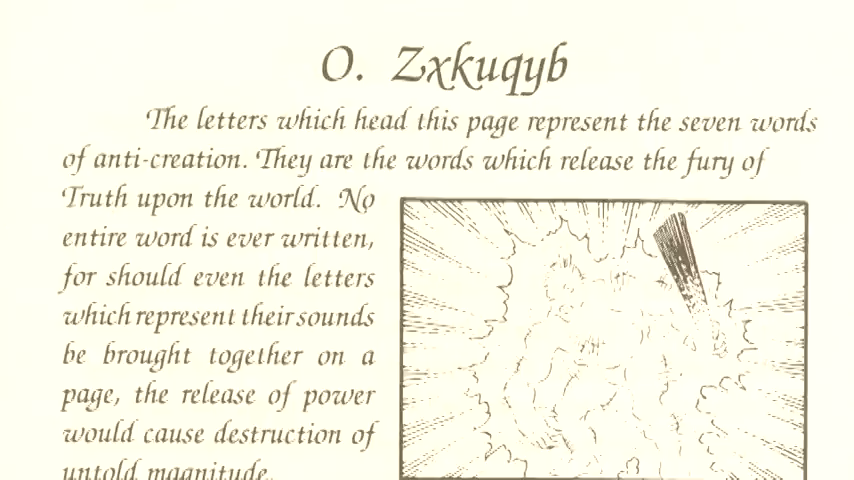 O. Zxkuqyb
The letters which head this page represent the seven words
of anti-creation. They are the words which release the fury of
Truth upon the world. No
entire word is ever written,
for should even the letters
which represent their sounds
be brought together on a
page, the release of power
would cause destruction of
untold magnitude.